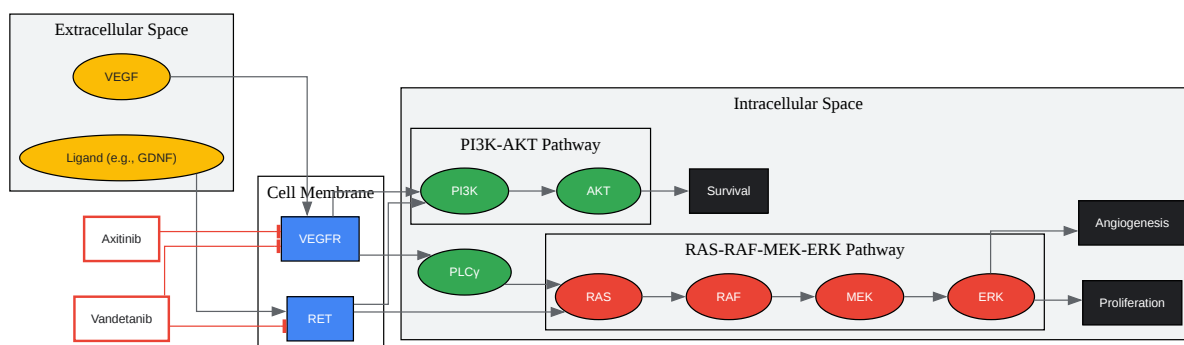 Extracellular Space
VEGF
Ligand (e.g., GDNF)
Cell Membrane
Axitinib
VEGFR
Vandetanib
RET
Intracellular Space
PI3K-AKT Pathway
PI3K
AKT
Survival
PLCγ
RAS-RAF-MEK-ERK Pathway
RAS
RAF
MEK
ERK
Angiogenesis
Proliferation